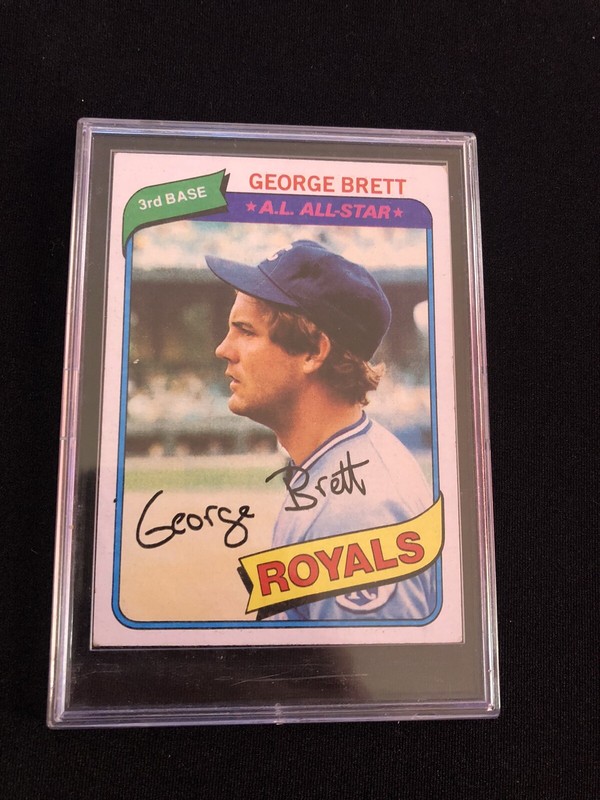 3rd BASE
GEORGE BRETT
★A.L. ALL-STAR★
George Brett
ROYALS